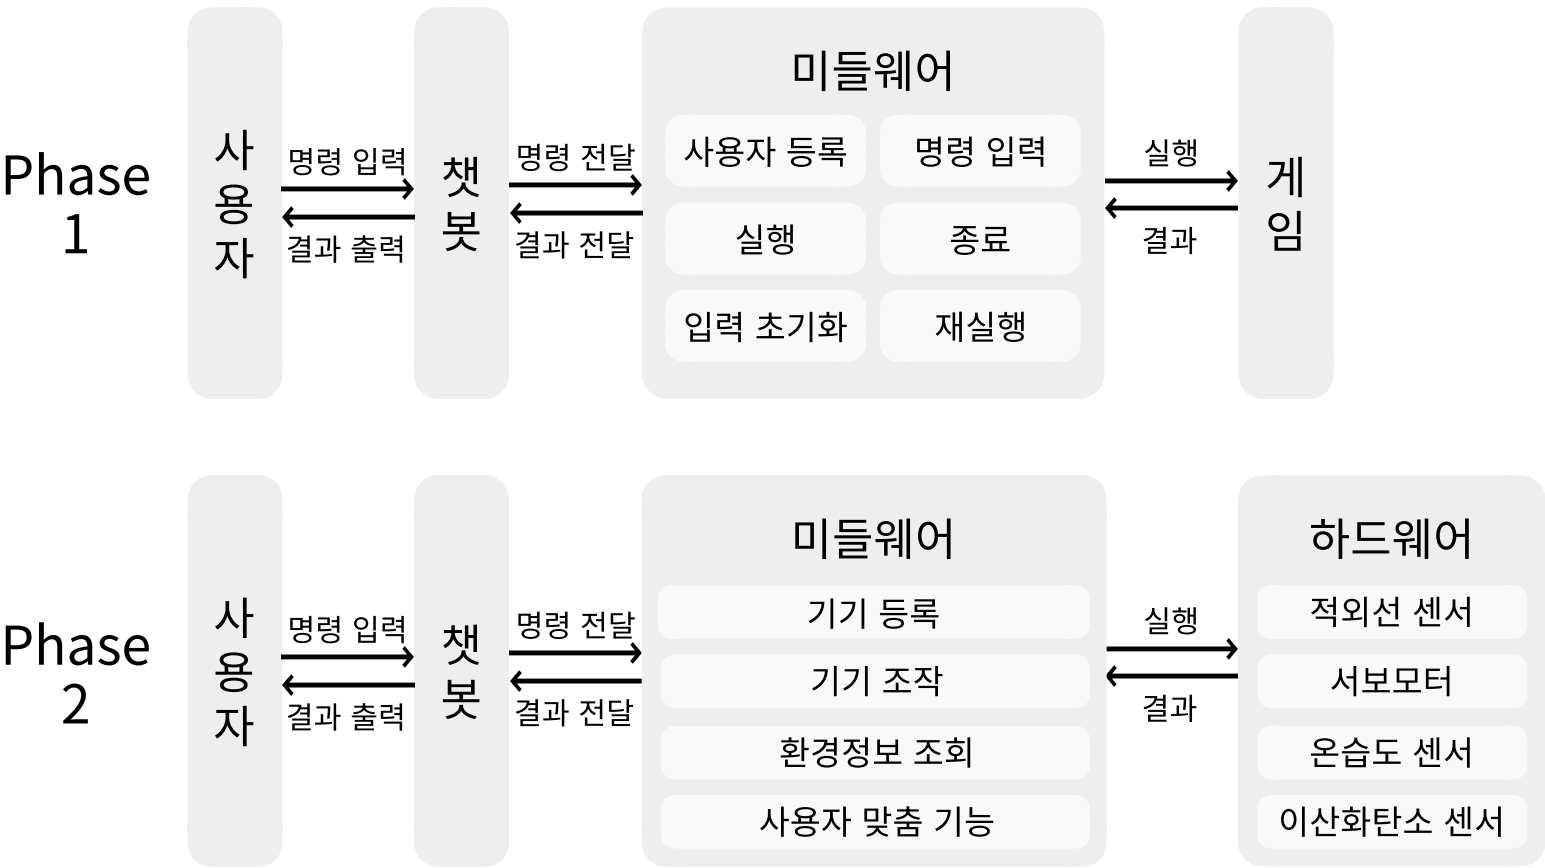 Phase
1
사용자
명령 입력
결과 출력
챗봇
명령 전달
결과 전달
미들웨어
사용자 등록
명령 입력
실행
종료
입력 초기화
재실행
실행
결과
게임
Phase
2
사용자
명령 입력
결과 출력
챗봇
명령 전달
결과 전달
미들웨어
기기 등록
기기 조작
환경정보 조회
사용자 맞춤 기능
실행
결과
하드웨어
적외선 센서
서보모터
온습도 센서
이산화탄소 센서